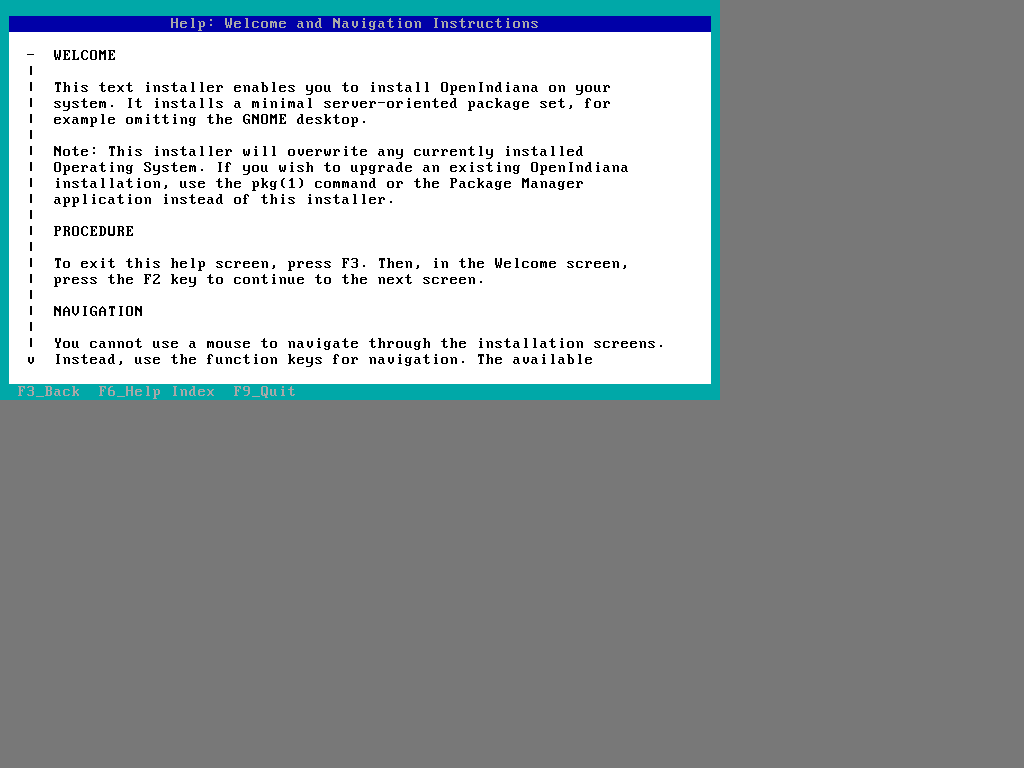 Help: Welcome and Navigation Instructions
- WELCOME
This text installer enables you to install OpenIndiana on your
system. It installs a minimal server-oriented package set, for
example omitting the GNOME desktop.
Note: This installer will overwrite any currently installed
Operating System. If you wish to upgrade an existing OpenIndiana
installation, use the pkg(1) command or the Package Manager
application instead of this installer.
PROCEDURE
To exit this help screen, press F3. Then, in the Welcome screen,
press the F2 key to continue to the next screen.
NAVIGATION
You cannot use a mouse to navigate through the installation screens.
v Instead, use the function keys for navigation. The available
F3_Back F6_Help Index F9_Quit